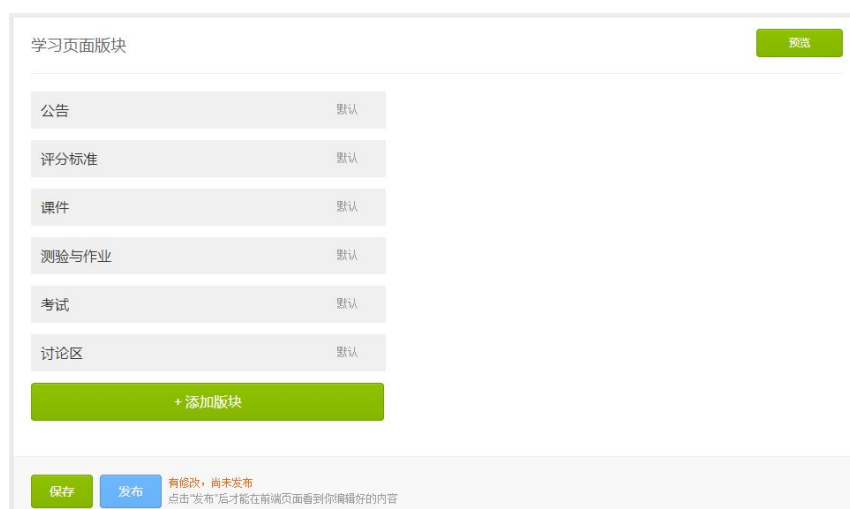 学习页面版块
预览
公告 默认
评分标准 默认
课件 默认
测验与作业 默认
考试 默认
讨论区 默认
+ 添加版块
保存 发布 有修改，尚未发布
点击“发布”后才能在前端页面看到你编辑好的内容